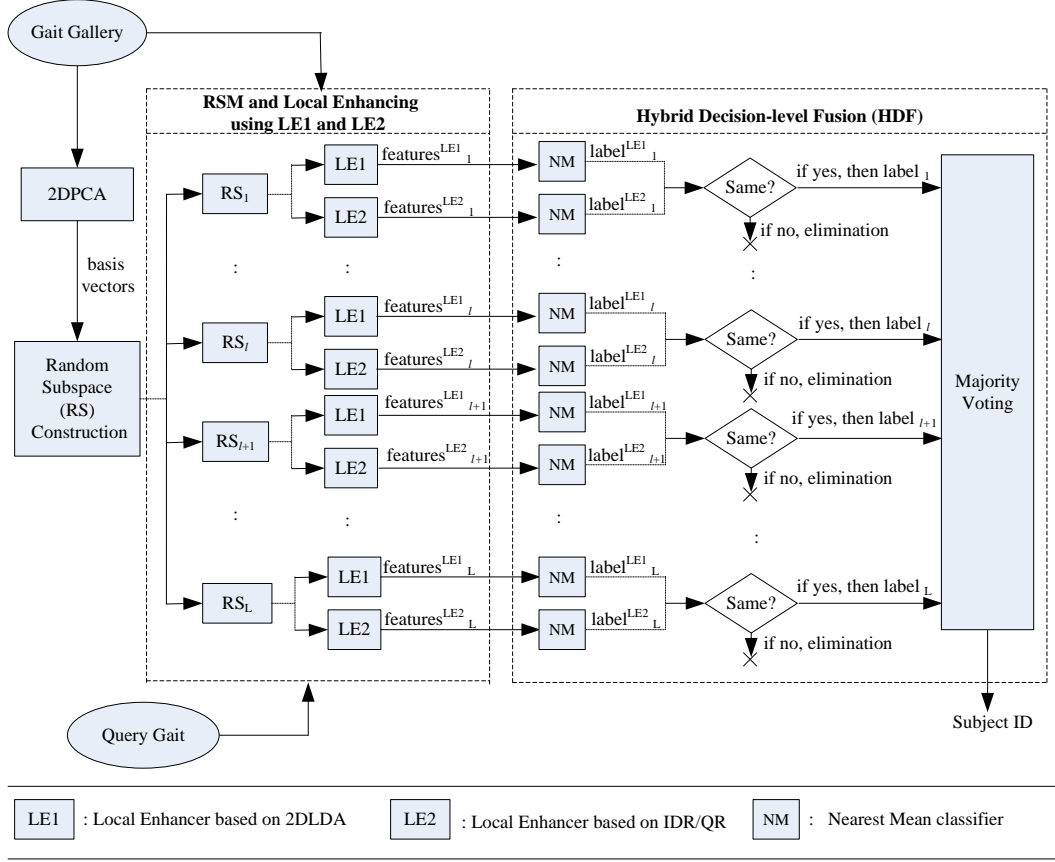 Gait Gallery
RSM and Local Enhancing
using LE1 and LE2
Hybrid Decision-level Fusion (HDF)
2DPCA
basis
vectors
Random
Subspace
(RS)
Construction
RS1
LE1
features^LE1 1
NM
label^LE1 1
LE2
features^LE2 1
NM
label^LE2 1
Same?
if yes, then label 1
if no, elimination
:
:
:
:
RSl
LE1
features^LE1 l
NM
label^LE1 l
LE2
features^LE2 l
NM
label^LE2 l
Same?
if yes, then label l
if no, elimination
RSl+1
LE1
features^LE1 l+1
NM
label^LE1 l+1
LE2
features^LE2 l+1
NM
label^LE2 l+1
Same?
if yes, then label l+1
if no, elimination
:
:
:
:
RSL
LE1
features^LE1 L
NM
label^LE1 L
LE2
features^LE2 L
NM
label^LE2 L
Same?
if yes, then label L
if no, elimination
Majority
Voting
Subject ID
Query Gait
LE1 : Local Enhancer based on 2DLDA
LE2 : Local Enhancer based on IDR/QR
NM : Nearest Mean classifier